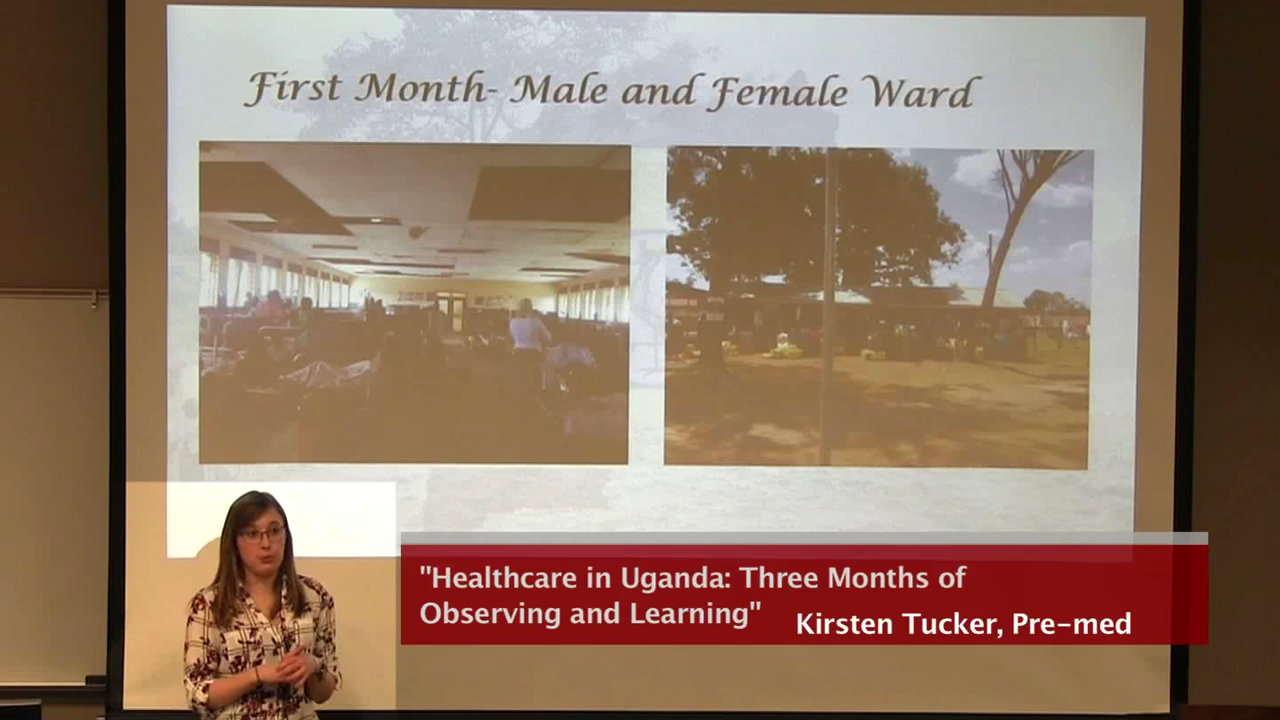 First Month- Male and Female Ward
"Healthcare in Uganda: Three Months of
Observing and Learning"
Kirsten Tucker, Pre-med